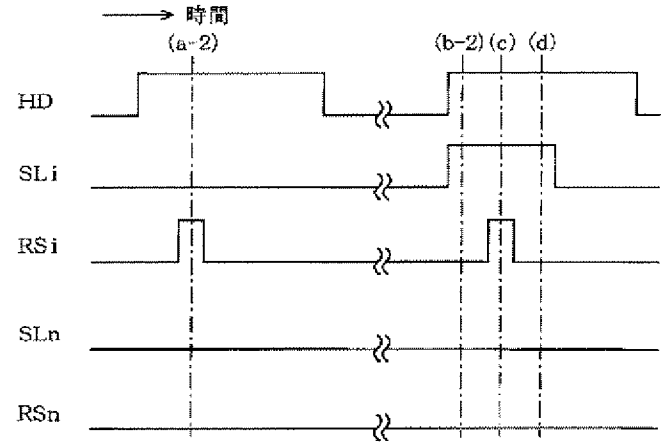 時間
(a-2) (b-2) (c) (d)
HD
SLi
RSi
SLn
RSn